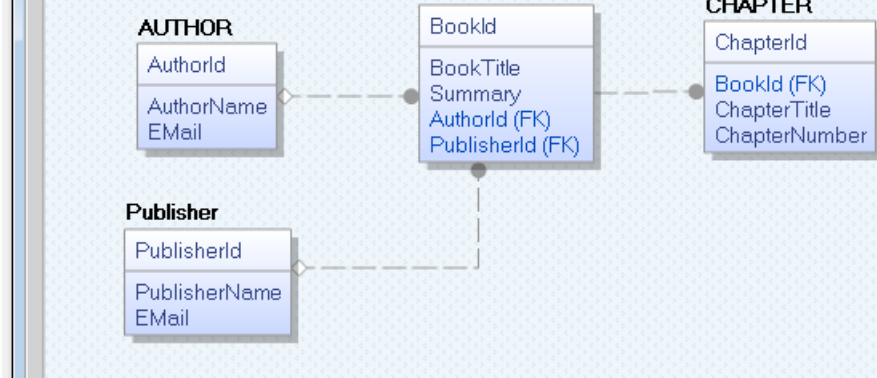 AUTHOR
AuthorId
AuthorName
EMail
BookId
BookTitle
Summary
AuthorId (FK)
PublisherId (FK)
CHAPTER
ChapterId
BookId (FK)
ChapterTitle
ChapterNumber
Publisher
PublisherId
PublisherName
EMail